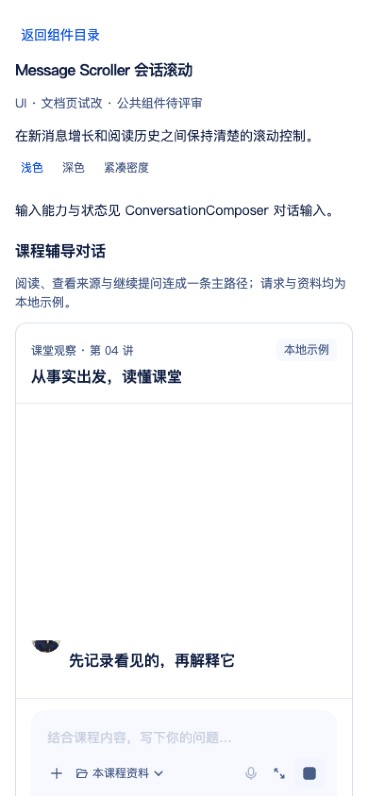 返回组件目录
Message Scroller 会话滚动
UI · 文档页试改 · 公共组件待评审
在新消息增长和阅读历史之间保持清楚的滚动控制。
浅色 深色 紧凑密度
输入能力与状态见 ConversationComposer 对话输入。
课程辅导对话
阅读、查看来源与继续提问连成一条主路径；请求与资料均为
本地示例。
课堂观察 · 第 04 讲
本地示例
从事实出发，读懂课堂
先记录看见的，再解释它
结合课程内容，写下你的问题...
本课程资料